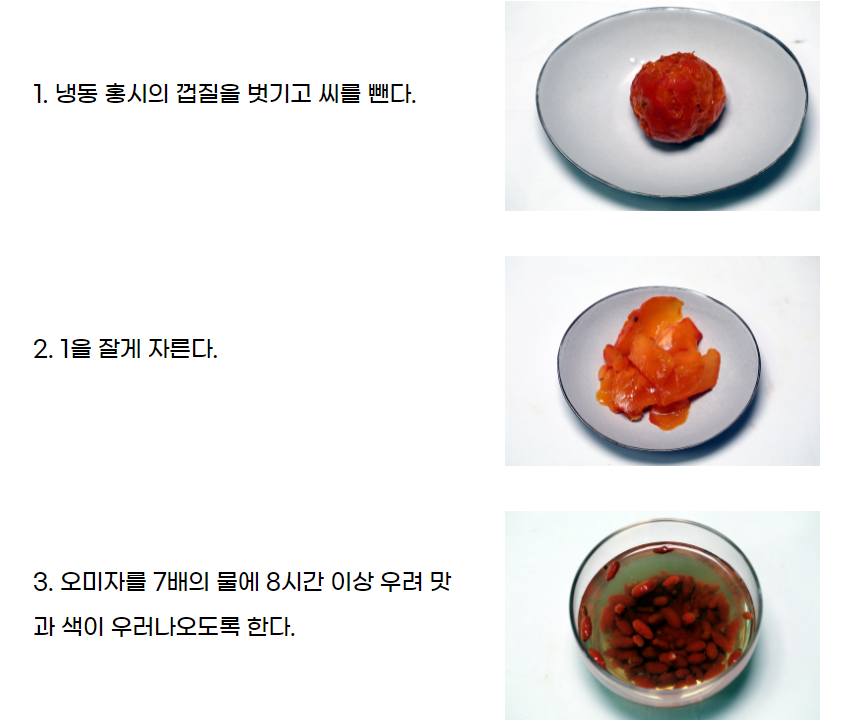 1. 냉동 홍시의 껍질을 벗기고 씨를 뺀다.
2. 1을 잘게 자른다.
3. 오미자를 7배의 물에 8시간 이상 우려 맛
과 색이 우러나오도록 한다.